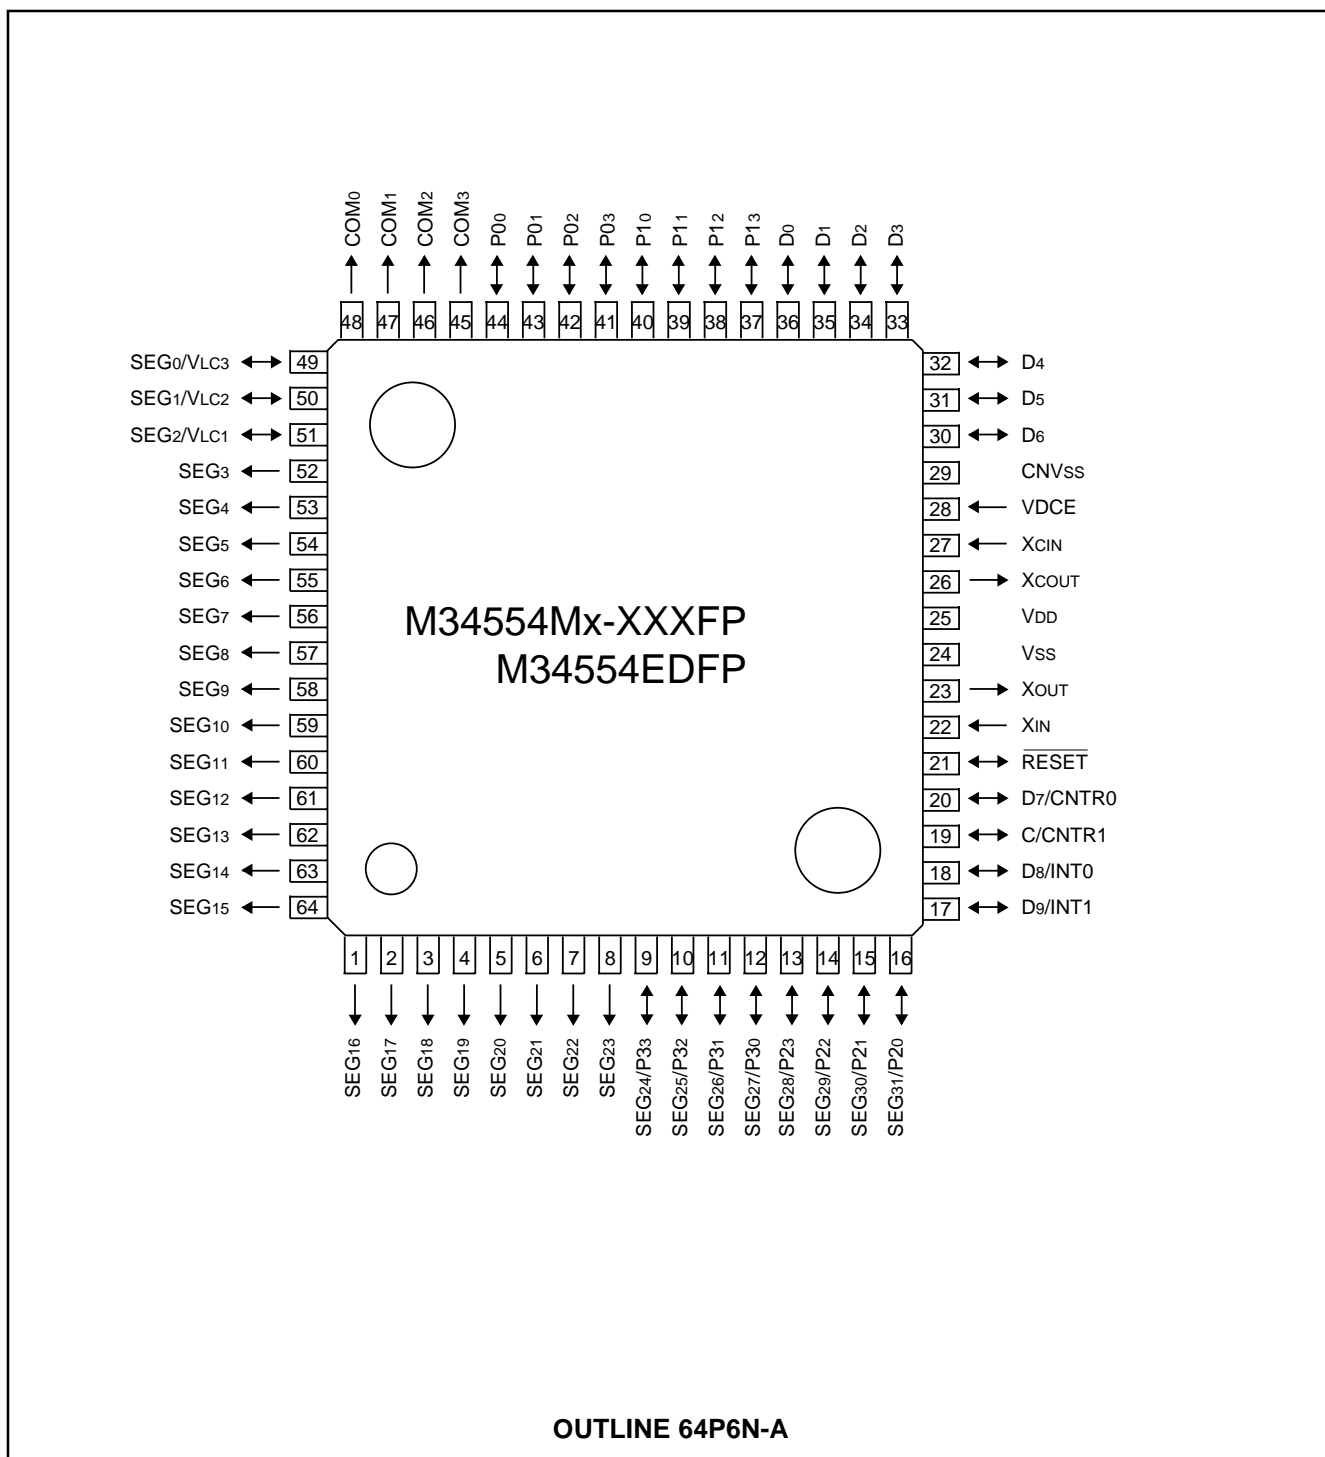 COM0
COM1
COM2
COM3
P00
P01
P02
P03
P10
P11
P12
P13
D0
D1
D2
D3
48 47 46 45 44 43 42 41 40 39 38 37 36 35 34 33
SEG0/VLC3 49
SEG1/VLC2 50
SEG2/VLC1 51
SEG3 52
SEG4 53
SEG5 54
SEG6 55
SEG7 56
SEG8 57
SEG9 58
SEG10 59
SEG11 60
SEG12 61
SEG13 62
SEG14 63
SEG15 64
M34554Mx-XXXFP
M34554EDFP
32 D4
31 D5
30 D6
29 CNVSS
28 VDCE
27 XCIN
26 XCOUT
25 VDD
24 VSS
23 XOUT
22 XIN
21 RESET
20 D7/CNTR0
19 C/CNTR1
18 D8/INT0
17 D9/INT1
1 2 3 4 5 6 7 8 9 10 11 12 13 14 15 16
SEG16
SEG17
SEG18
SEG19
SEG20
SEG21
SEG22
SEG23
SEG24/P33
SEG25/P32
SEG26/P31
SEG27/P30
SEG28/P23
SEG29/P22
SEG30/P21
SEG31/P20
OUTLINE 64P6N-A